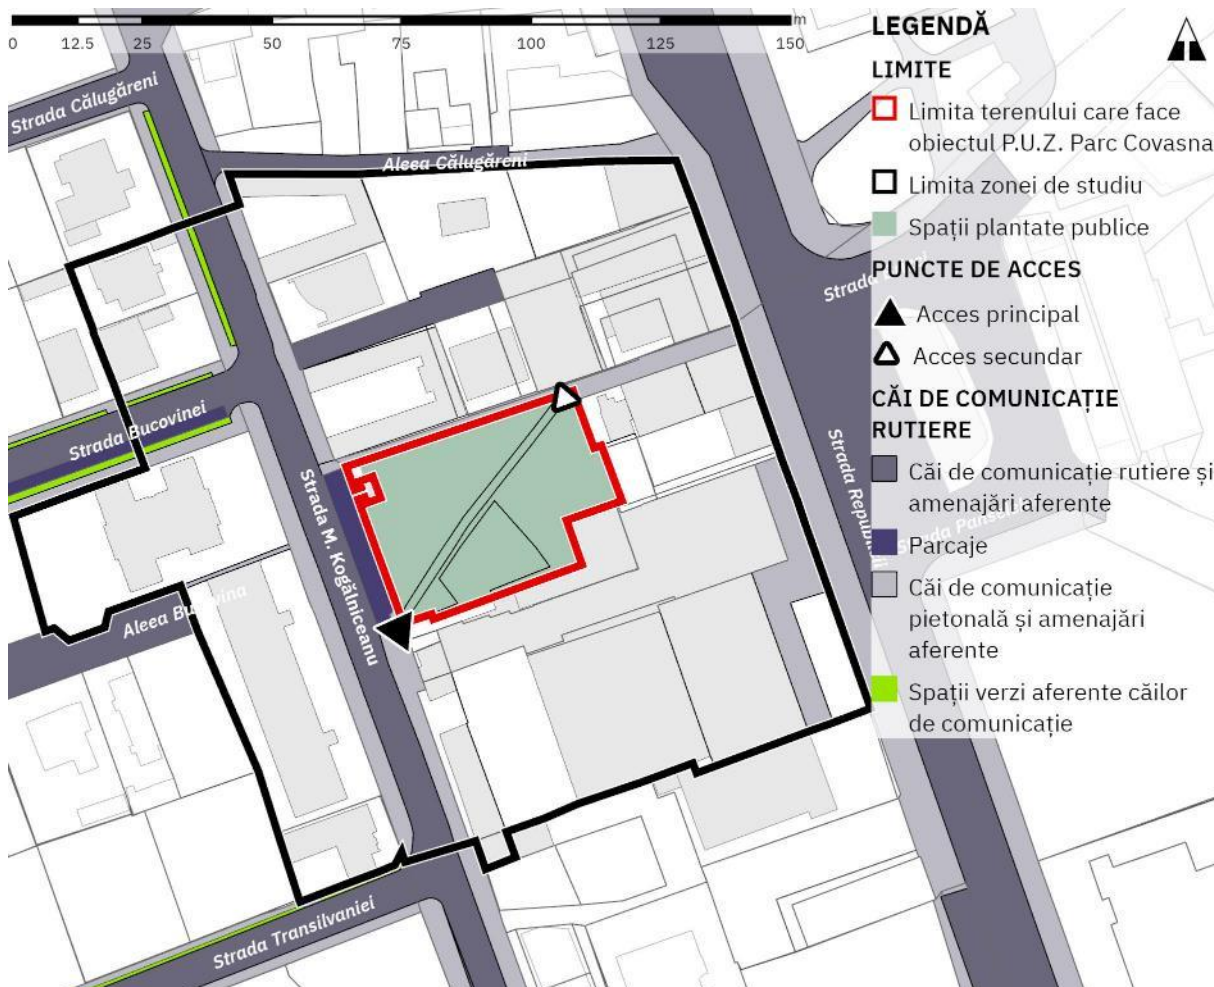 m
0 12.5 25 50 75 100 125 150
LEGENDĂ
LIMITE
Limita terenului care face
obiectul P.U.Z. Parc Covasna
Limita zonei de studiu
Spații plantate publice
PUNCTE DE ACCES
Acces principal
Acces secundar
CĂI DE COMUNICAȚIE
RUTIERE
Căi de comunicație rutiere și
amenajări aferente
Parcaje
Căi de comunicație
pietonală și amenajări
aferente
Spații verzi aferente căilor
de comunicație
Strada Călugăreni
Aleea Călugăreni
Strada
Strada Bucovinei
Strada M. Kogălniceanu
Strada Republicii
Strada
Aleea Bucovina
Strada Transilvaniei